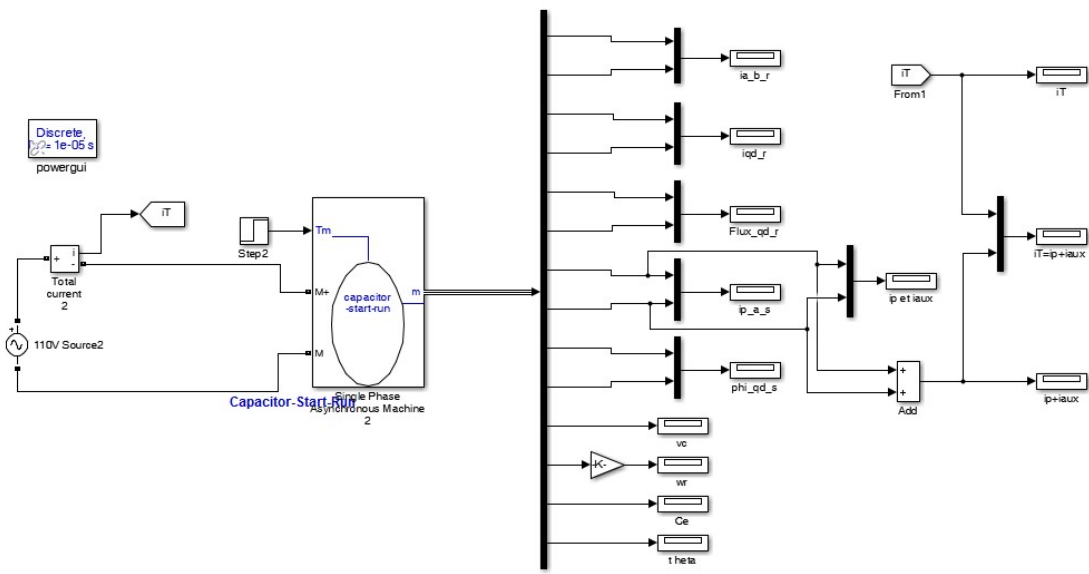 Discrete,
= 1e-05 s
powergui
iT
i
+
-
Total
current
2
+
110V Source2
Step2
Tm
M+
M
capacitor
-start-run
m
Capacitor-Start-Run
Single Phase
Asynchronous Machine
2
ia_b_r
iqd_r
Flux_qd_r
ip_a_s
phi_qd_s
vc
-K-
wr
Ce
t heta
ip et iaux
+
+
Add
iT
From1
iT
iT=ip+iaux
ip+iaux